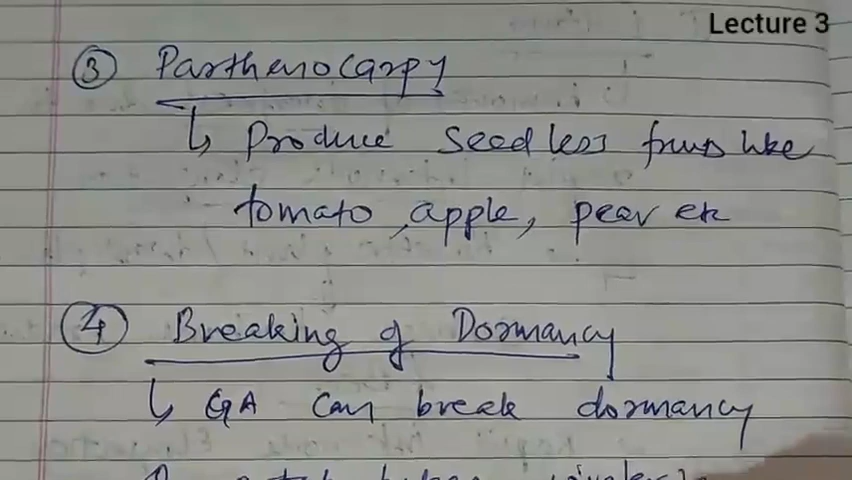 Lecture 3
③ Parthenocarpy
↳ Produce seedless fruits like
tomato, apple, pear etc
④ Breaking of Dormancy
↳ GA can break dormancy